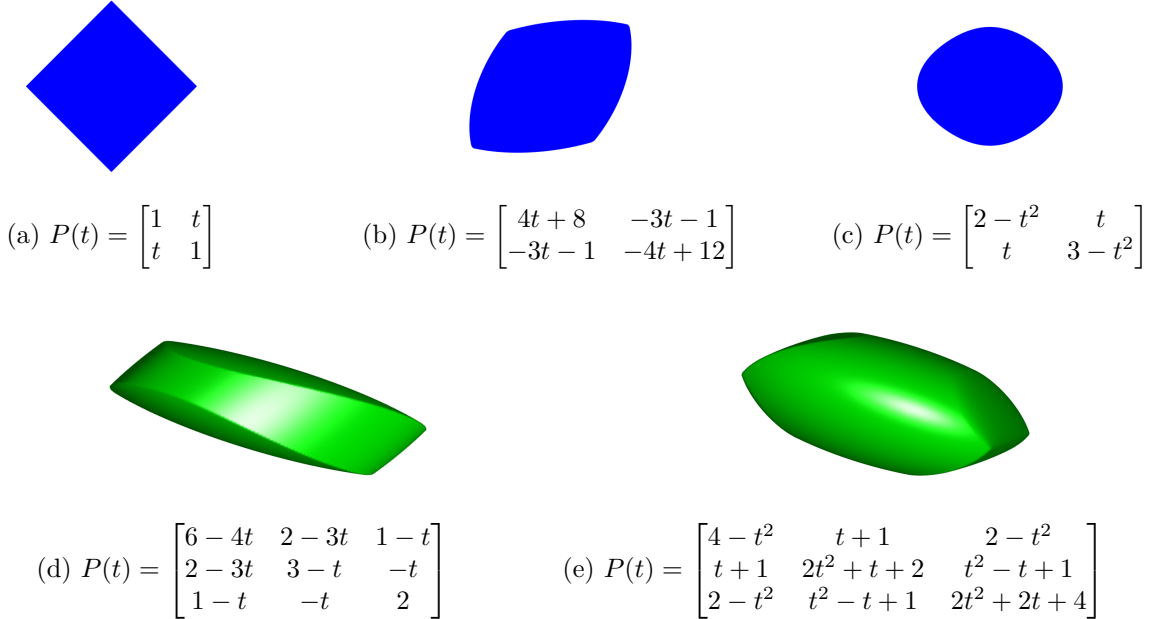 (a) P(t) = [1 t; t 1]
(b) P(t) = [4t + 8 −3t − 1; −3t − 1 −4t + 12]
(c) P(t) = [2 − t² t; t 3 − t²]
(d) P(t) = [6 − 4t 2 − 3t 1 − t; 2 − 3t 3 − t −t; 1 − t −t 2]
(e) P(t) = [4 − t² t + 1 2 − t²; t + 1 2t² + t + 2 t² − t + 1; 2 − t² t² − t + 1 2t² + 2t + 4]